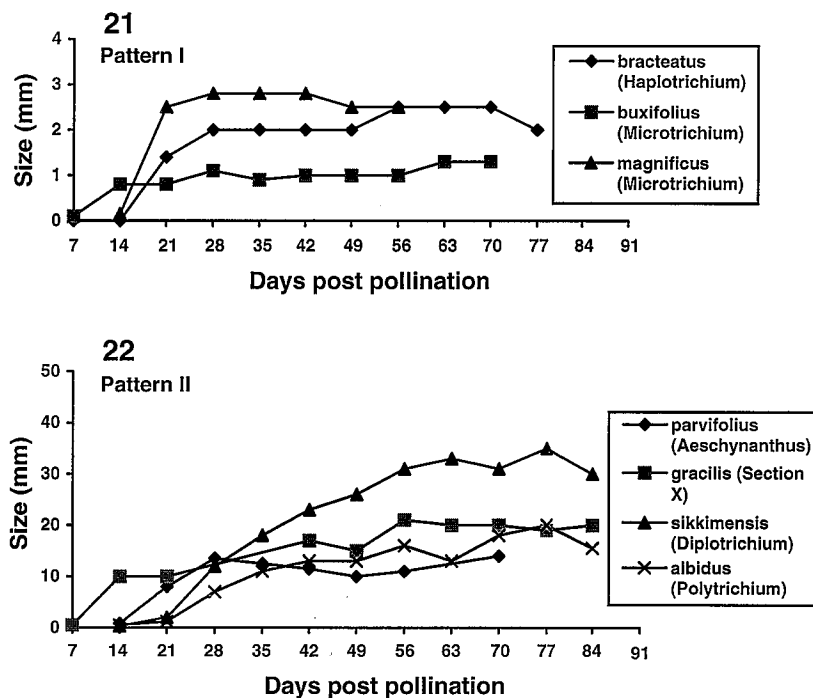 21
Pattern I
4
3
2
1
0
Size (mm)
7 14 21 28 35 42 49 56 63 70 77 84 91
Days post pollination
bracteatus
(Haplotrichium)
buxifolius
(Microtrichium)
magnificus
(Microtrichium)
22
Pattern II
50
40
30
20
10
0
Size (mm)
7 14 21 28 35 42 49 56 63 70 77 84 91
Days post pollination
parvifolius
(Aeschynanthus)
gracilis (Section
X)
sikkimensis
(Diplotrichium)
albidus
(Polytrichium)